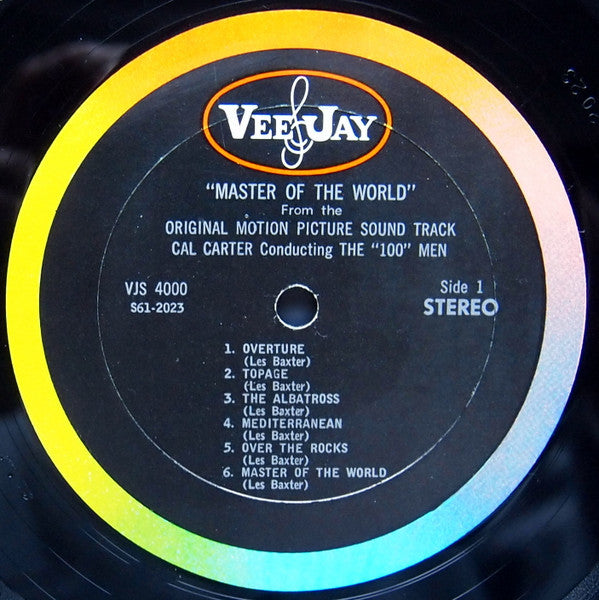 VEE JAY
"MASTER OF THE WORLD"
From the
ORIGINAL MOTION PICTURE SOUND TRACK
CAL CARTER Conducting THE "100" MEN
VJS 4000
S61-2023
Side 1
STEREO
1. OVERTURE
(Les Baxter)
2. TOPAGE
(Les Baxter)
3. THE ALBATROSS
(Les Baxter)
4. MEDITERRANEAN
(Les Baxter)
5. OVER THE ROCKS
(Les Baxter)
6. MASTER OF THE WORLD
(Les Baxter)